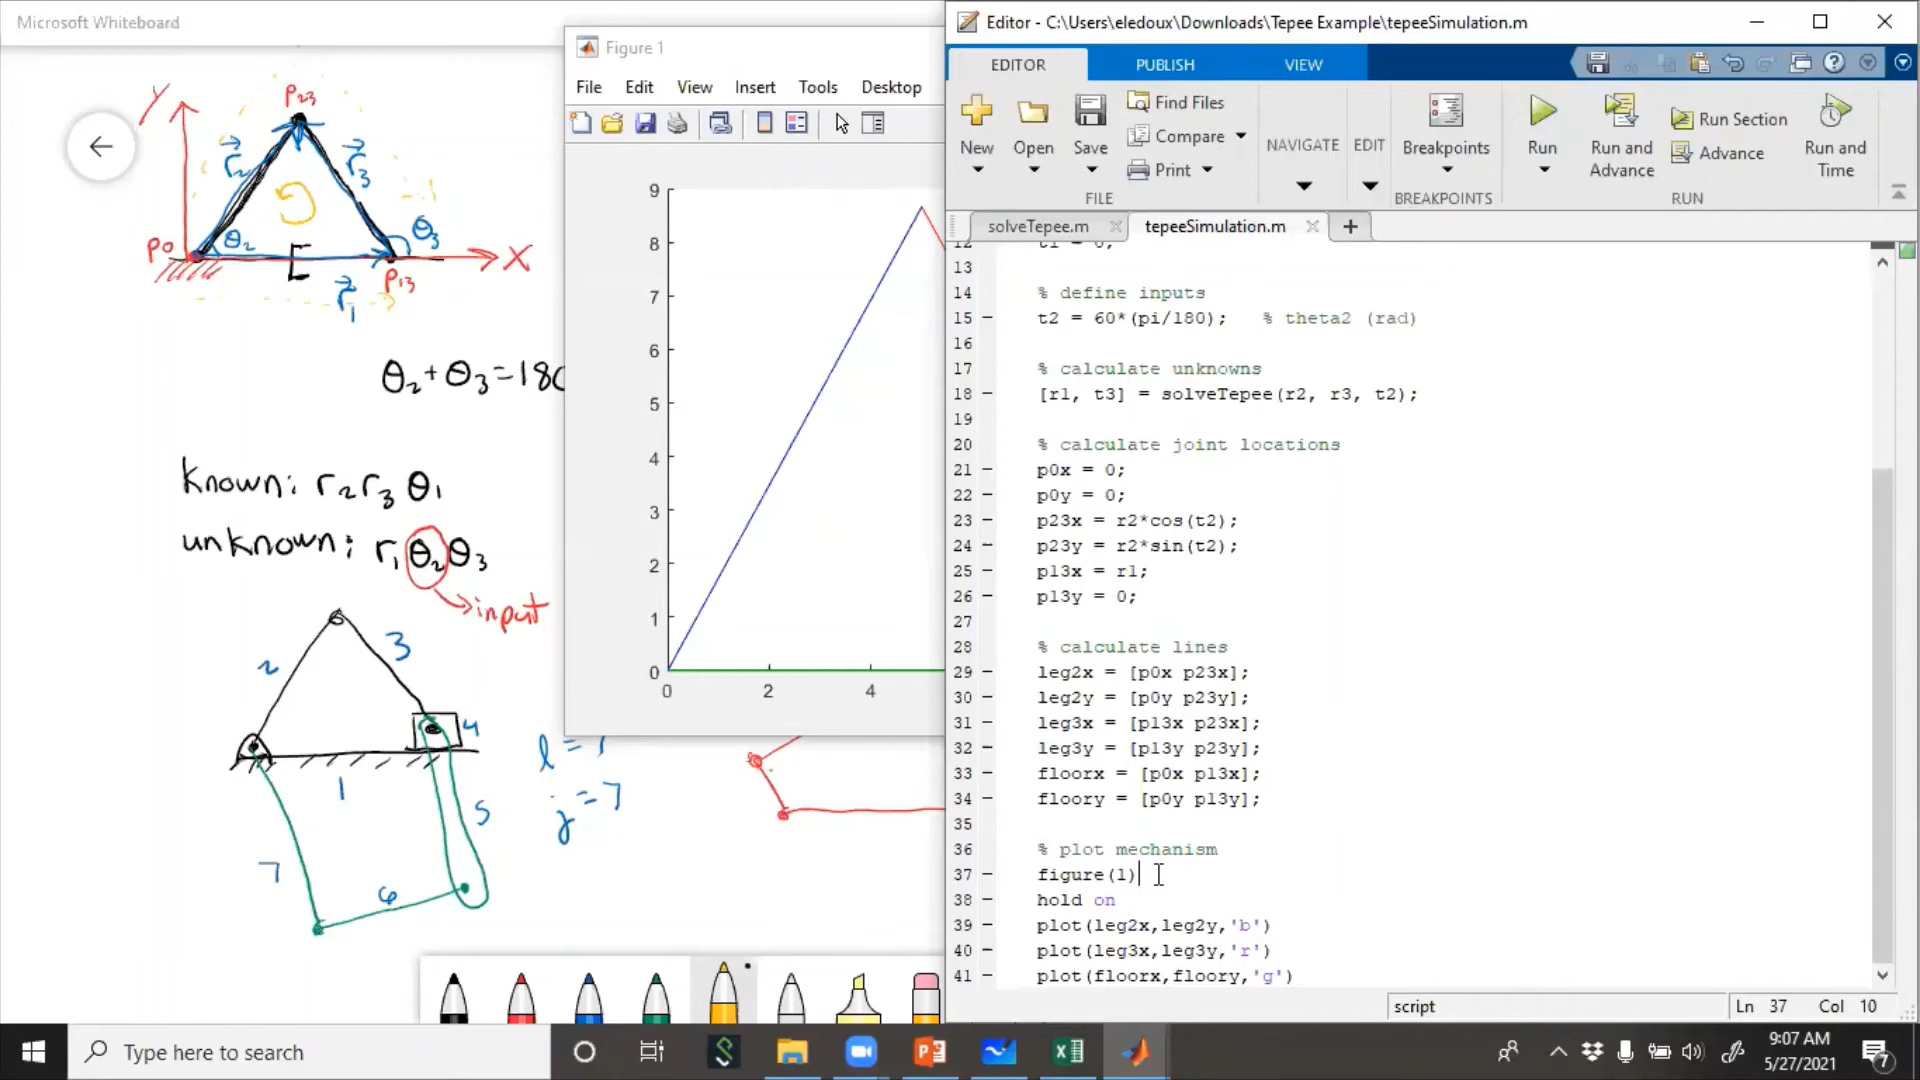 Microsoft Whiteboard
Y
P23
r2
r3
θ2
θ3
P0
P13
r1
X
θ2+θ3=180
Known: r2 r3 θ1
unknown: r1 θ2 θ3
input
2
3
4
1
5
7
6
j=7
Figure 1
File Edit View Insert Tools Desktop
9
8
7
6
5
4
3
2
1
0
0 2 4
Editor - C:\Users\eledoux\Downloads\Tepee Example\tepeeSimulation.m
EDITOR PUBLISH VIEW
New
Open
Save
Find Files
Compare
Print
FILE
NAVIGATE
EDIT
Breakpoints
BREAKPOINTS
Run
Run and Advance
Run Section
Advance
Run and Time
RUN
solveTepee.m tepeeSimulation.m
12 t1 = 0;
13
14 % define inputs
15 t2 = 60*(pi/180); % theta2 (rad)
16
17 % calculate unknowns
18 [r1, t3] = solveTepee(r2, r3, t2);
19
20 % calculate joint locations
21 p0x = 0;
22 p0y = 0;
23 p23x = r2*cos(t2);
24 p23y = r2*sin(t2);
25 p13x = r1;
26 p13y = 0;
27
28 % calculate lines
29 leg2x = [p0x p23x];
30 leg2y = [p0y p23y];
31 leg3x = [p13x p23x];
32 leg3y = [p13y p23y];
33 floorx = [p0x p13x];
34 floory = [p0y p13y];
35
36 % plot mechanism
37 figure(1)
38 hold on
39 plot(leg2x,leg2y,'b')
40 plot(leg3x,leg3y,'r')
41 plot(floorx,floory,'g')
script Ln 37 Col 10
Type here to search
9:07 AM
5/27/2021
7